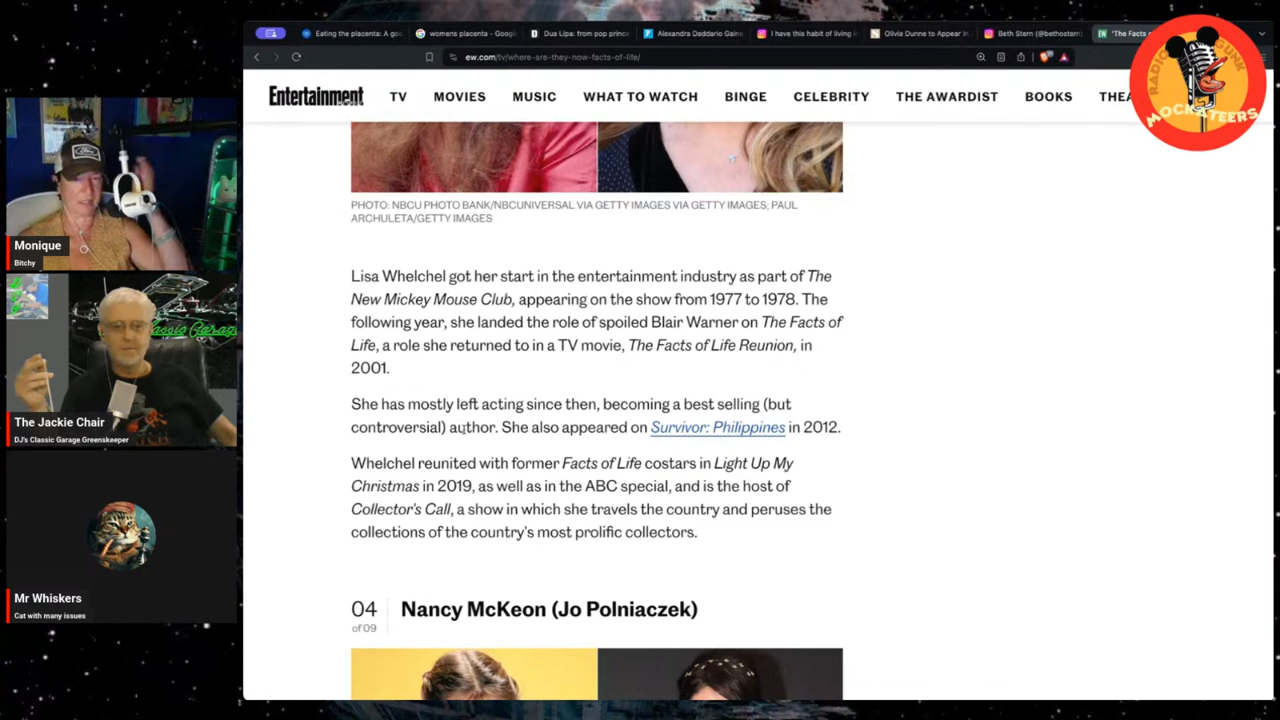 Eating the placenta: A goo
womens placenta - Googl
Dua Lipa: from pop prince
Alexandra Daddario Gaine
I have this habit of living i
Olivia Dunne to Appear in
Beth Stern (@bethostern)
'The Facts o
ew.com/tv/where-are-they-now-facts-of-life/
Entertainment
TV
MOVIES
MUSIC
WHAT TO WATCH
BINGE
CELEBRITY
THE AWARDIST
BOOKS
THEA
RADIO GUNK
MOCKATEERS
PHOTO: NBCU PHOTO BANK/NBCUNIVERSAL VIA GETTY IMAGES VIA GETTY IMAGES; PAUL
ARCHULETA/GETTY IMAGES
Lisa Whelchel got her start in the entertainment industry as part of The
New Mickey Mouse Club, appearing on the show from 1977 to 1978. The
following year, she landed the role of spoiled Blair Warner on The Facts of
Life, a role she returned to in a TV movie, The Facts of Life Reunion, in
2001.
She has mostly left acting since then, becoming a best selling (but
controversial) author. She also appeared on Survivor: Philippines in 2012.
Whelchel reunited with former Facts of Life costars in Light Up My
Christmas in 2019, as well as in the ABC special, and is the host of
Collector's Call, a show in which she travels the country and peruses the
collections of the country's most prolific collectors.
04
of 09
Nancy McKeon (Jo Polniaczek)
Monique
Bitchy
Classic Garage
The Jackie Chair
DJ's Classic Garage Greenskeeper
Mr Whiskers
Cat with many issues